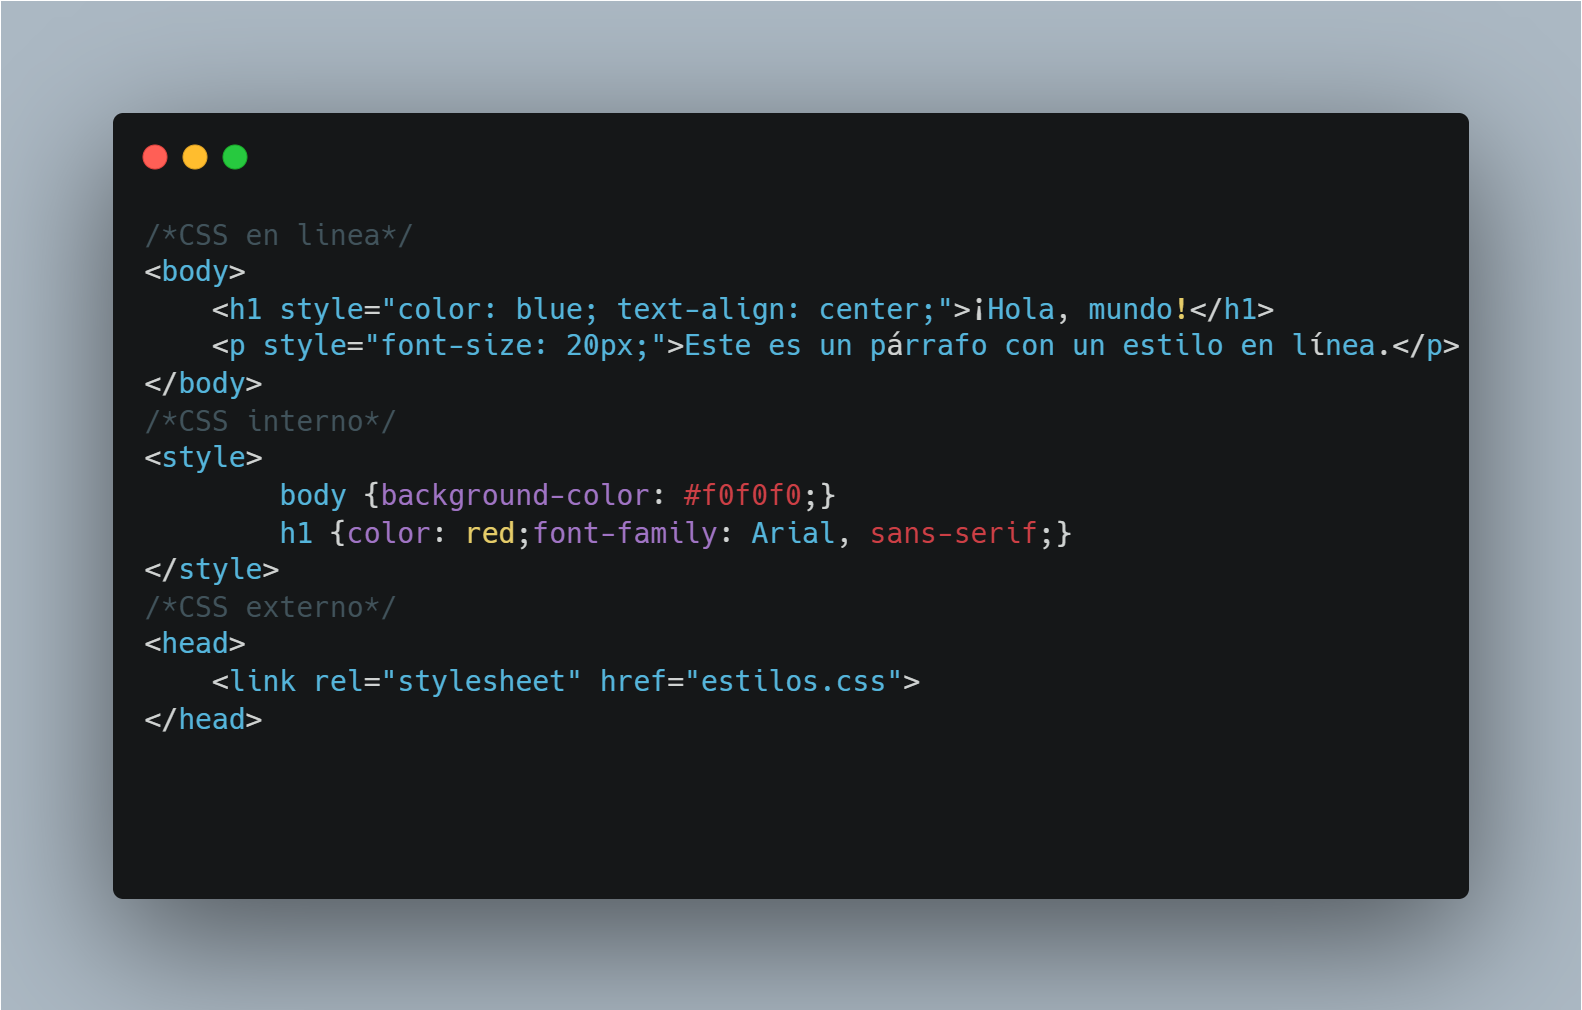 /*CSS en linea*/
<body>
    <h1 style="color: blue; text-align: center;">¡Hola, mundo!</h1>
    <p style="font-size: 20px;">Este es un párrafo con un estilo en línea.</p>
</body>
/*CSS interno*/
<style>
        body {background-color: #f0f0f0;}
        h1 {color: red;font-family: Arial, sans-serif;}
</style>
/*CSS externo*/
<head>
    <link rel="stylesheet" href="estilos.css">
</head>